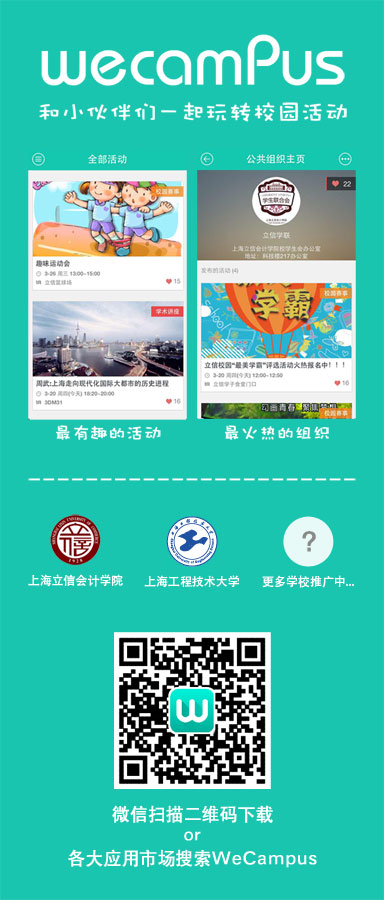 wecamPus
和小伙伴们一起玩转校园活动
全部活动
校园赛事
趣味运动会
3-26 周三 13:00~15:00
立信篮球场
15
学术讲座
周武:上海走向现代化国际大都市的历史进程
3-20 周四(今天) 18:20~20:00
3DM31
16
最有趣的活动
公共组织主页
22
学生联合会
立信学联
上海立信会计学院校学生会办公室
地址: 科技楼217办公室
发布的活动 (4)
校园赛事
学霸
立信校园“最美学霸”评选活动火热报名中！！！
3-20 周四(今天) 12:00~12:50
立信学子食堂门口
16
校园赛事
最火热的组织
立信
1928
上海立信会计学院
上海工程技术大学
?
更多学校推广中...
W
微信扫描二维码下载
or
各大应用市场搜索WeCampus